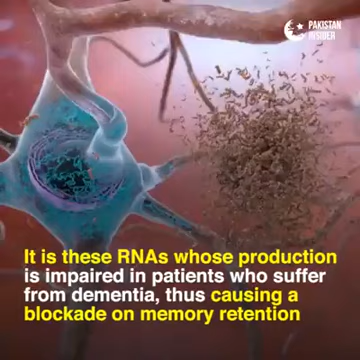 PAKISTAN
INSIDER
It is these RNAs whose production
is impaired in patients who suffer
from dementia, thus causing a
blockade on memory retention